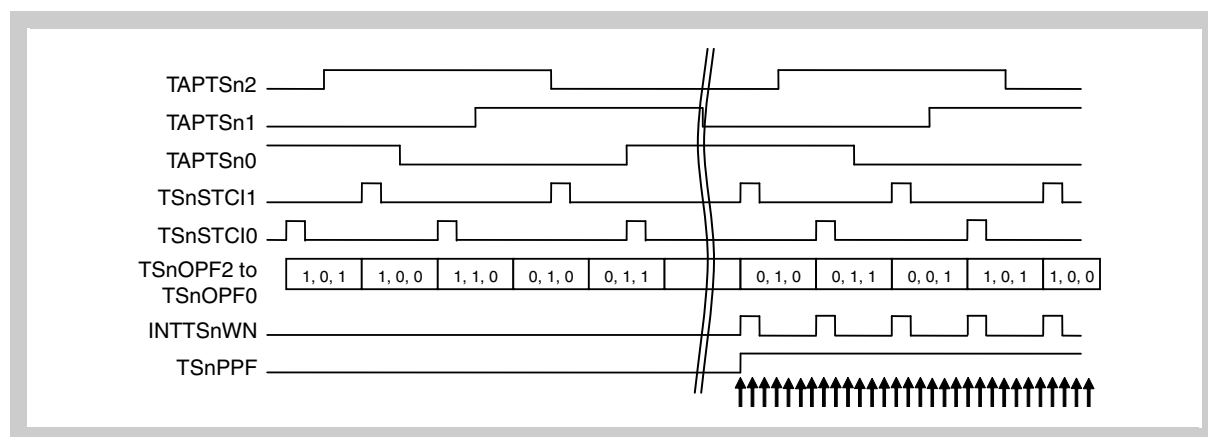 TAPTSn2
TAPTSn1
TAPTSn0
TSnSTCI1
TSnSTCI0
TSnOPF2 to
TSnOPF0
1, 0, 1 1, 0, 0 1, 1, 0 0, 1, 0 0, 1, 1 0, 1, 0 0, 1, 1 0, 0, 1 1, 0, 1 1, 0, 0
INTTSnWN
TSnPPF